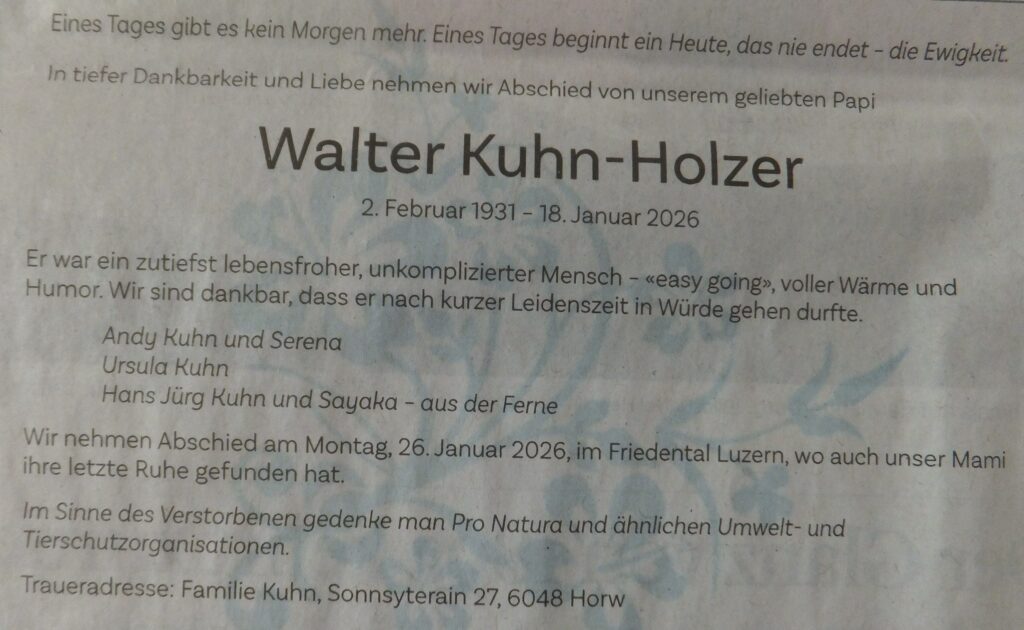 Eines Tages gibt es kein Morgen mehr. Eines Tages beginnt ein Heute, das nie endet – die Ewigkeit.
In tiefer Dankbarkeit und Liebe nehmen wir Abschied von unserem geliebten Papi
Walter Kuhn-Holzer
2. Februar 1931 – 18. Januar 2026
Er war ein zutiefst lebensfroher, unkomplizierter Mensch – «easy going», voller Wärme und
Humor. Wir sind dankbar, dass er nach kurzer Leidenszeit in Würde gehen durfte.
Andy Kuhn und Serena
Ursula Kuhn
Hans Jürg Kuhn und Sayaka – aus der Ferne
Wir nehmen Abschied am Montag, 26. Januar 2026, im Friedental Luzern, wo auch unser Mami
ihre letzte Ruhe gefunden hat.
Im Sinne des Verstorbenen gedenke man Pro Natura und ähnlichen Umwelt- und
Tierschutzorganisationen.
Traueradresse: Familie Kuhn, Sonnsyterain 27, 6048 Horw